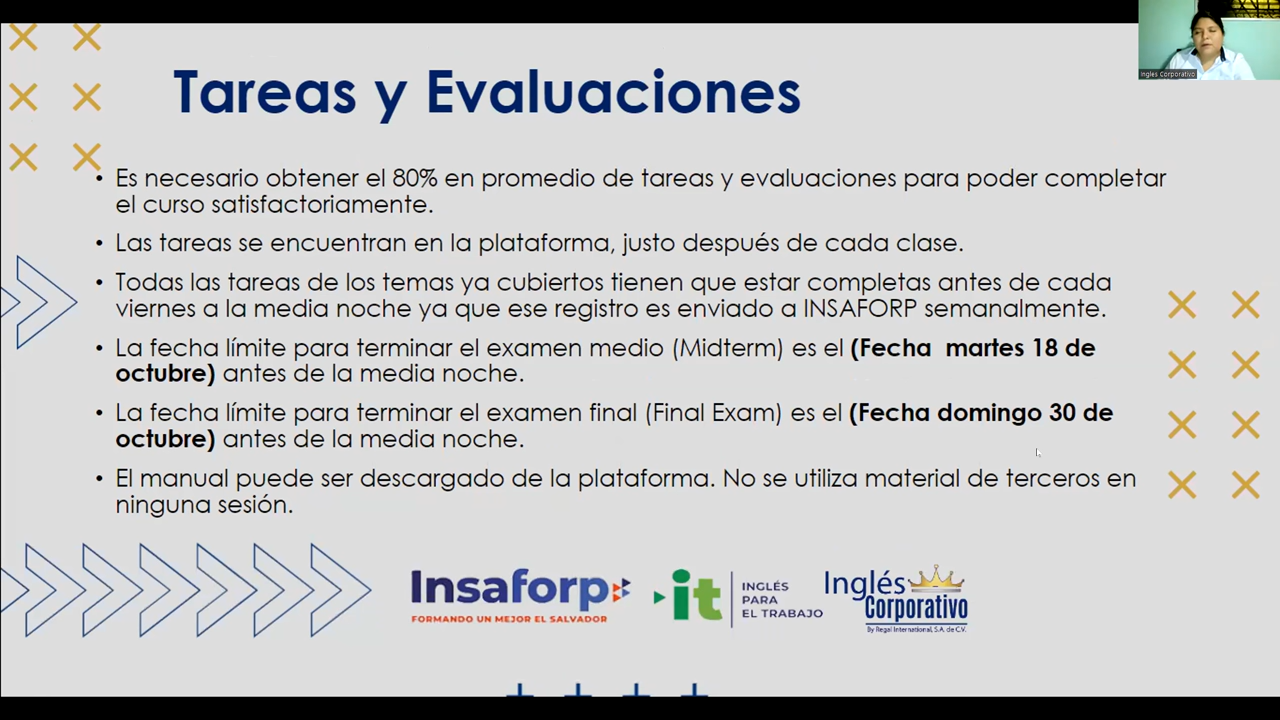 Tareas y Evaluaciones
Inglés Corporativo
• Es necesario obtener el 80% en promedio de tareas y evaluaciones para poder completar
el curso satisfactoriamente.
• Las tareas se encuentran en la plataforma, justo después de cada clase.
• Todas las tareas de los temas ya cubiertos tienen que estar completas antes de cada
viernes a la media noche ya que ese registro es enviado a INSAFORP semanalmente.
• La fecha límite para terminar el examen medio (Midterm) es el (Fecha martes 18 de
octubre) antes de la media noche.
• La fecha límite para terminar el examen final (Final Exam) es el (Fecha domingo 30 de
octubre) antes de la media noche.
• El manual puede ser descargado de la plataforma. No se utiliza material de terceros en
ninguna sesión.
Insaforp
FORMANDO UN MEJOR EL SALVADOR
it
INGLÉS
PARA
EL TRABAJO
Inglés
Corporativo
By Regal International, S.A. de C.V.